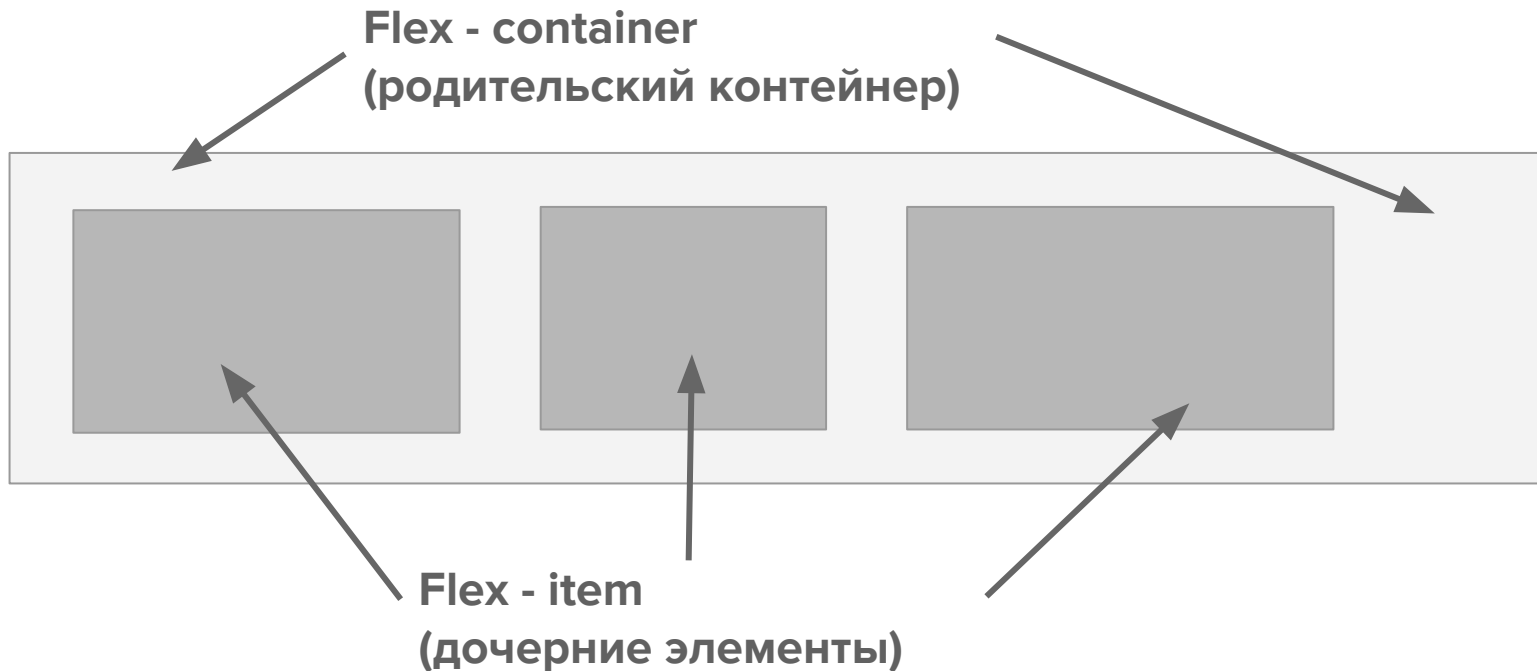 Flex - container
(родительский контейнер)
Flex - item
(дочерние элементы)